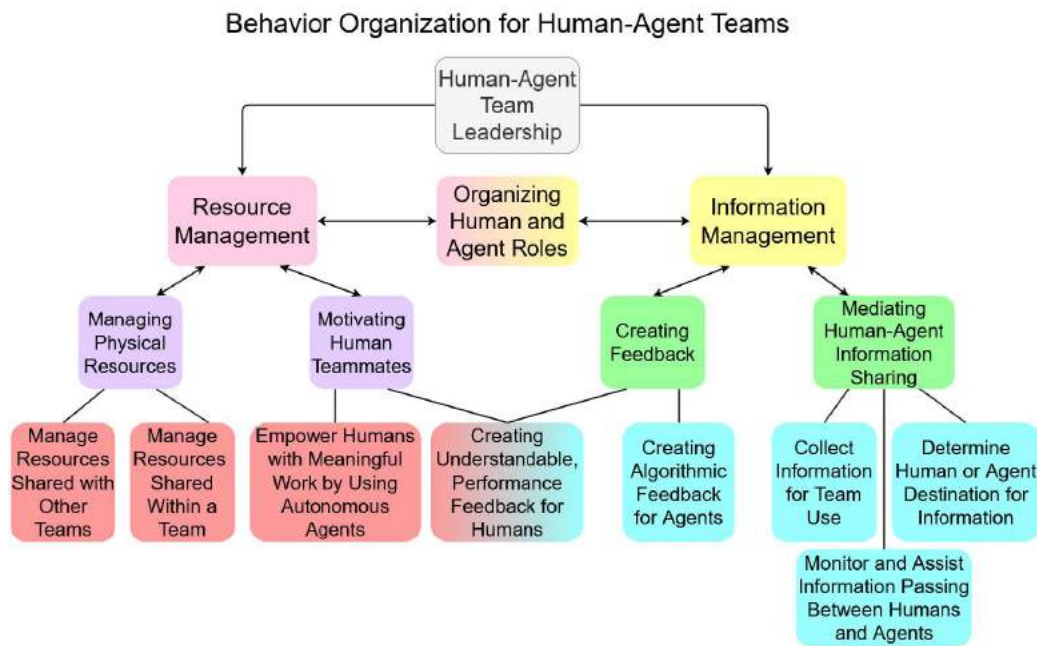 Behavior Organization for Human-Agent Teams
Human-Agent
Team
Leadership
Resource
Management
Organizing
Human and
Agent Roles
Information
Management
Managing
Physical
Resources
Motivating
Human
Teammates
Creating
Feedback
Mediating
Human-Agent
Information
Sharing
Manage
Resources
Shared with
Other
Teams
Manage
Resources
Shared
Within a
Team
Empower Humans
with Meaningful
Work by Using
Autonomous
Agents
Creating
Understandable,
Performance
Feedback for
Humans
Creating
Algorithmic
Feedback
for Agents
Collect
Information
for Team
Use
Determine
Human or Agent
Destination for
Information
Monitor and Assist
Information Passing
Between Humans
and Agents